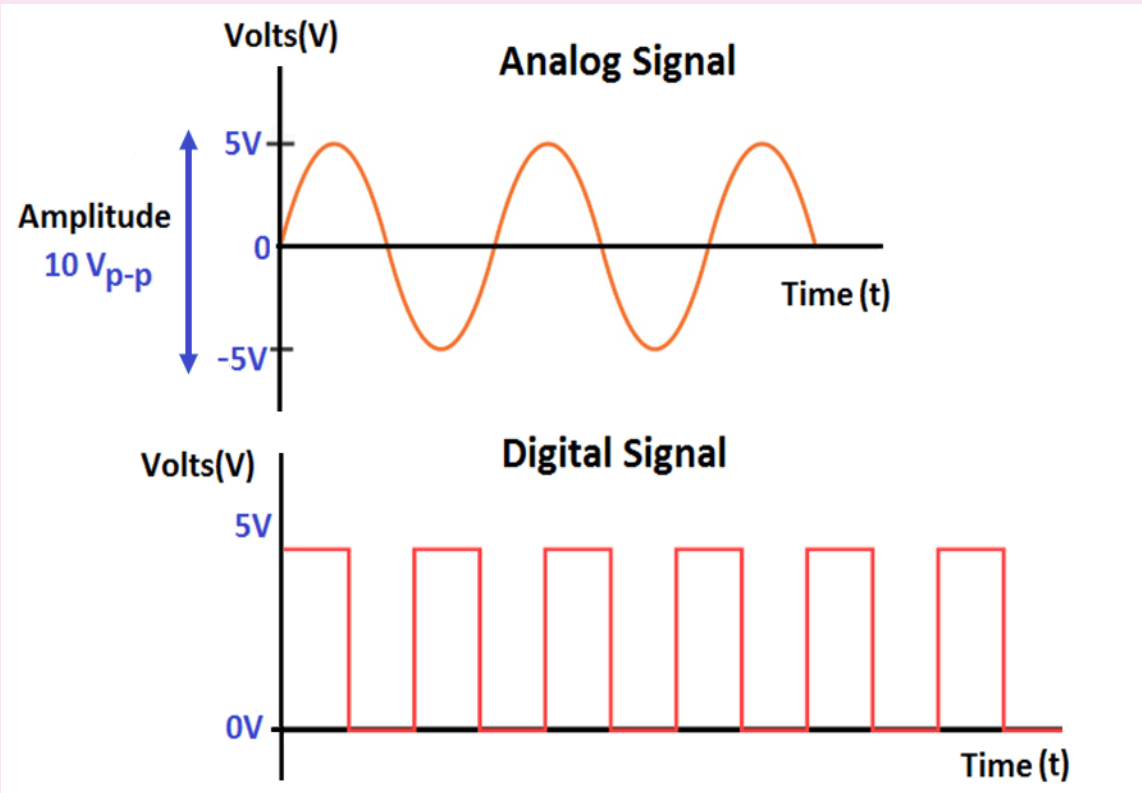 Volts(V)
Analog Signal
5V
Amplitude
10 Vp-p
0
Time (t)
-5V
Digital Signal
Volts(V)
5V
0V
Time (t)